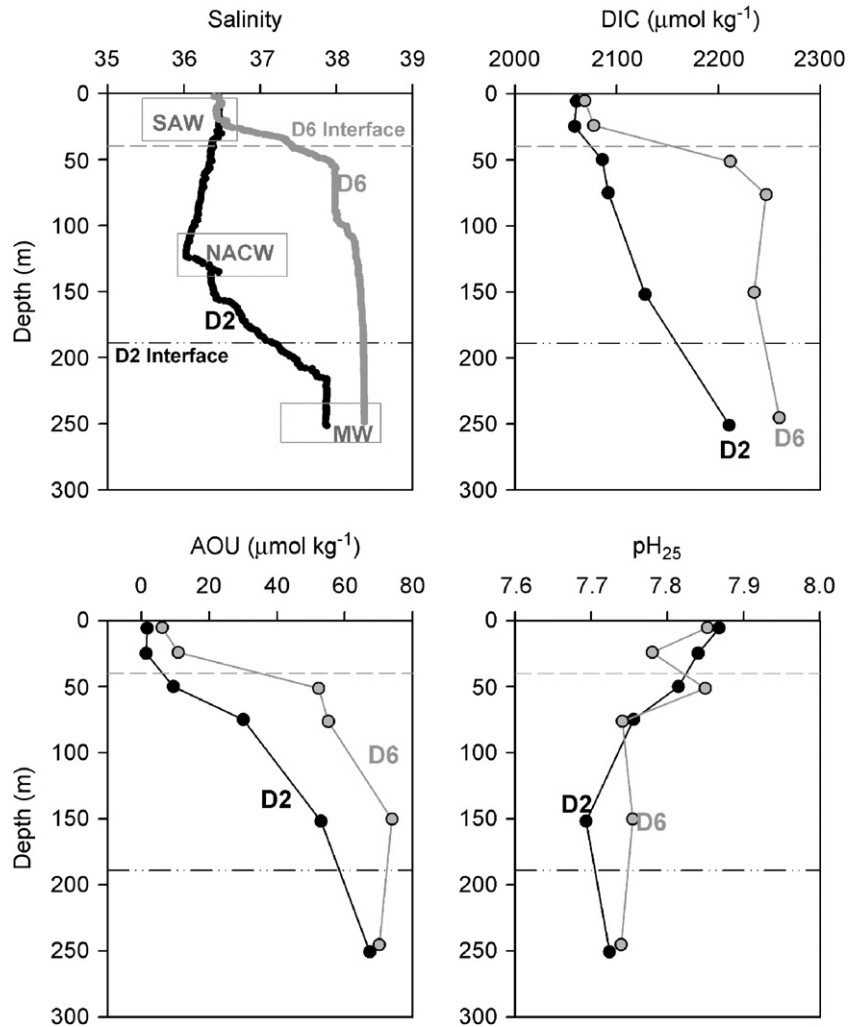 Salinity
35 36 37 38 39
0
50
100
150
200
250
300
Depth (m)
SAW
D6 Interface
D6
NACW
D2
D2 Interface
MW
DIC (μmol kg⁻¹)
2000 2100 2200 2300
0
50
100
150
200
250
300
D2
D6
AOU (μmol kg⁻¹)
0 20 40 60 80
0
50
100
150
200
250
300
Depth (m)
D6
D2
pH₂₅
7.6 7.7 7.8 7.9 8.0
0
50
100
150
200
250
300
D2
D6